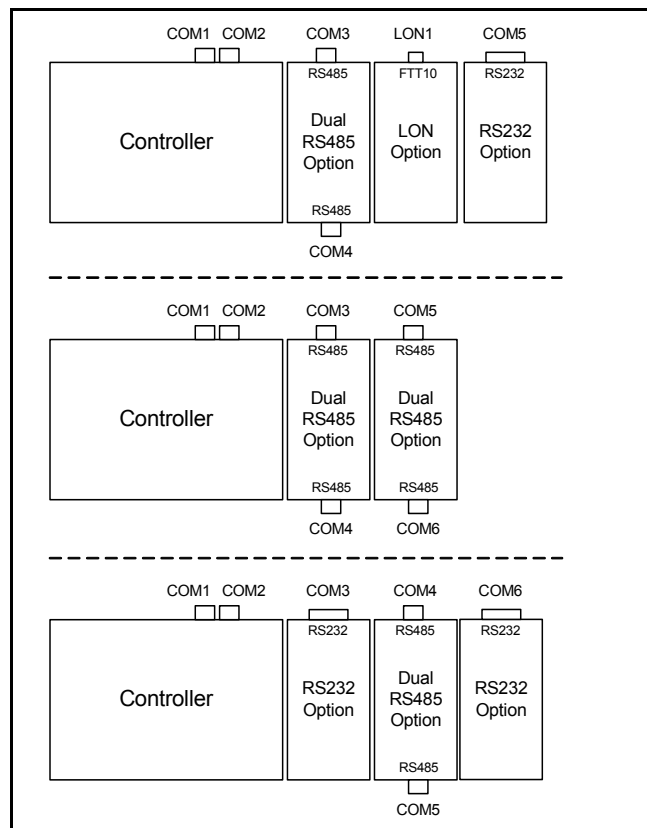 COM1 COM2 COM3 LON1 COM5
RS485 FTT10 RS232
Controller
Dual
RS485
Option
LON
Option
RS232
Option
RS485
COM4
COM1 COM2 COM3 COM5
RS485 RS485
Controller
Dual
RS485
Option
Dual
RS485
Option
RS485 RS485
COM4 COM6
COM1 COM2 COM3 COM4 COM6
RS232 RS485 RS232
Controller
RS232
Option
Dual
RS485
Option
RS232
Option
RS485
COM5